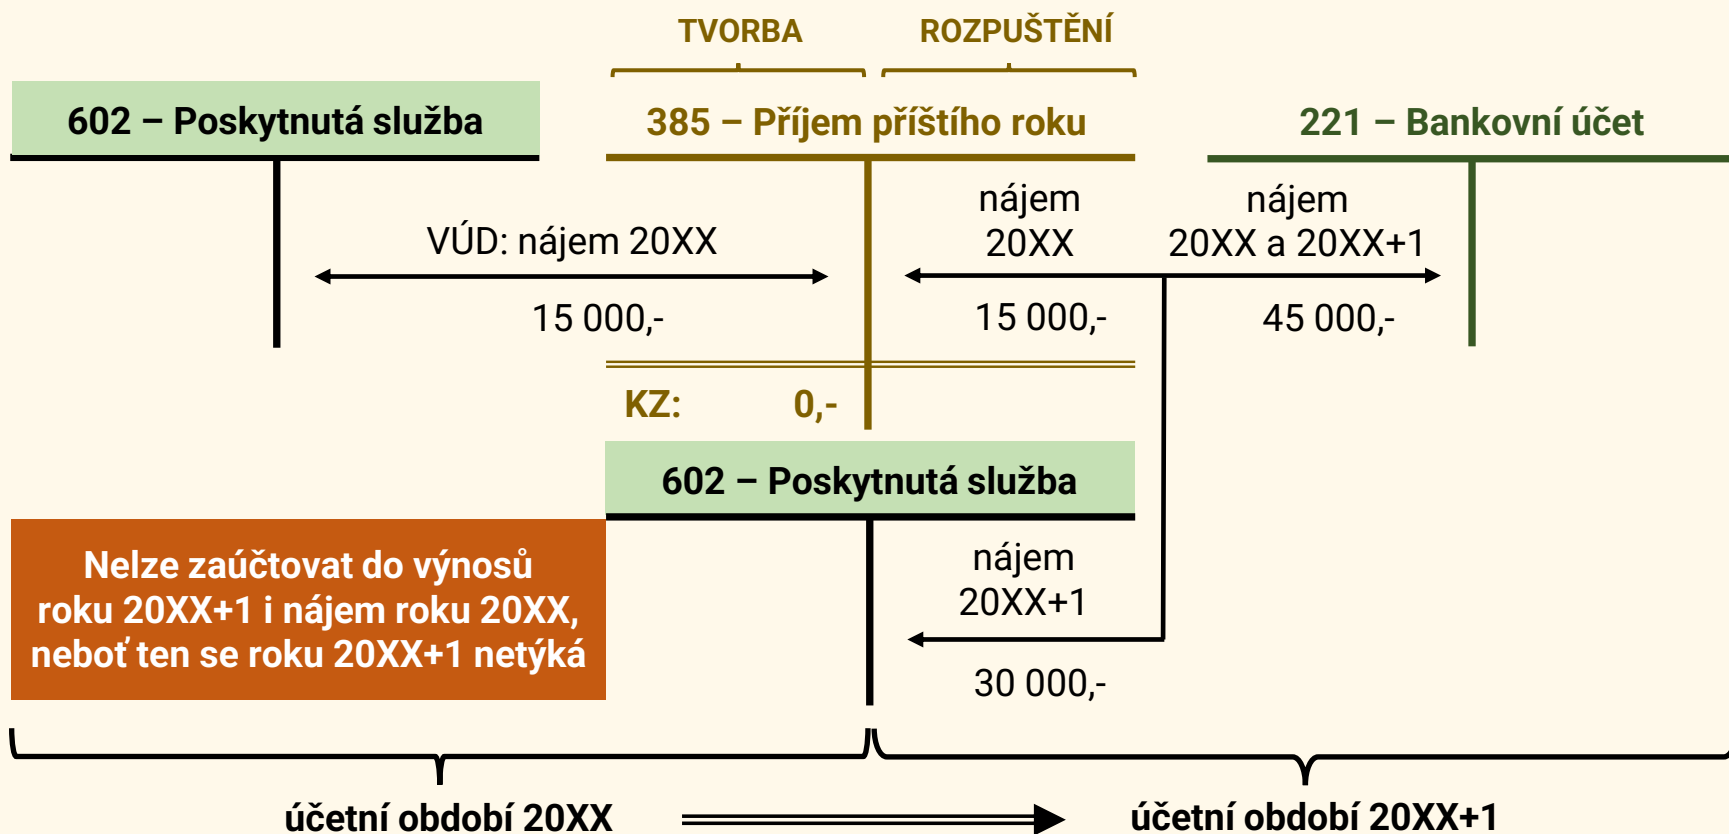 TVORBA
ROZPUŠTĚNÍ
602 – Poskytnutá služba
385 – Příjem příštího roku
221 – Bankovní účet
VÚD: nájem 20XX
15 000,-
nájem
20XX
15 000,-
nájem
20XX a 20XX+1
45 000,-
KZ: 0,-
602 – Poskytnutá služba
Nelze zaúčtovat do výnosů
roku 20XX+1 i nájem roku 20XX,
neboť ten se roku 20XX+1 netýká
nájem
20XX+1
30 000,-
účetní období 20XX
účetní období 20XX+1